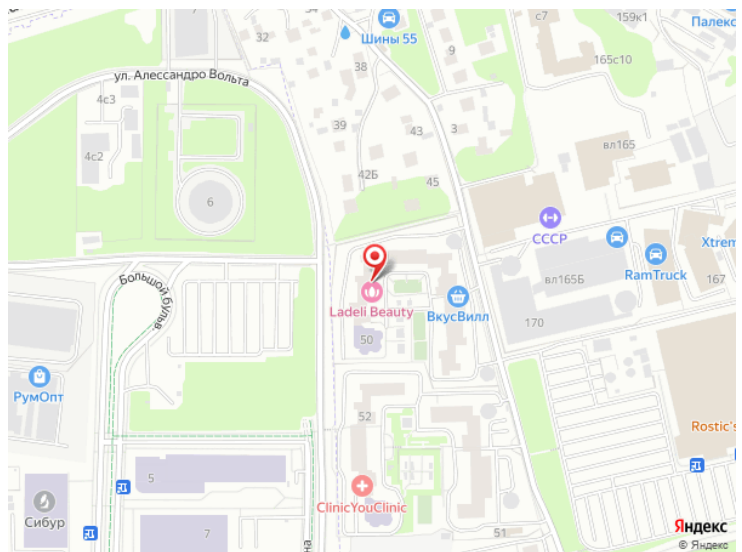 32
с7
159к1
Палекс
Шины 55
9
165с10
ул. Алессандро Вольта
38
4с3
39
43
3
вл165
4с2
42Б
45
6
СССР
Xtrem
RamTruck
167
вл165Б
Большой бульв.
Ladeli Beauty
ВкусВилл
170
50
РумОпт
Rostic's
52
5
ClinicYouClinic
Сибур
7
на
51
Яндекс
© Яндекс